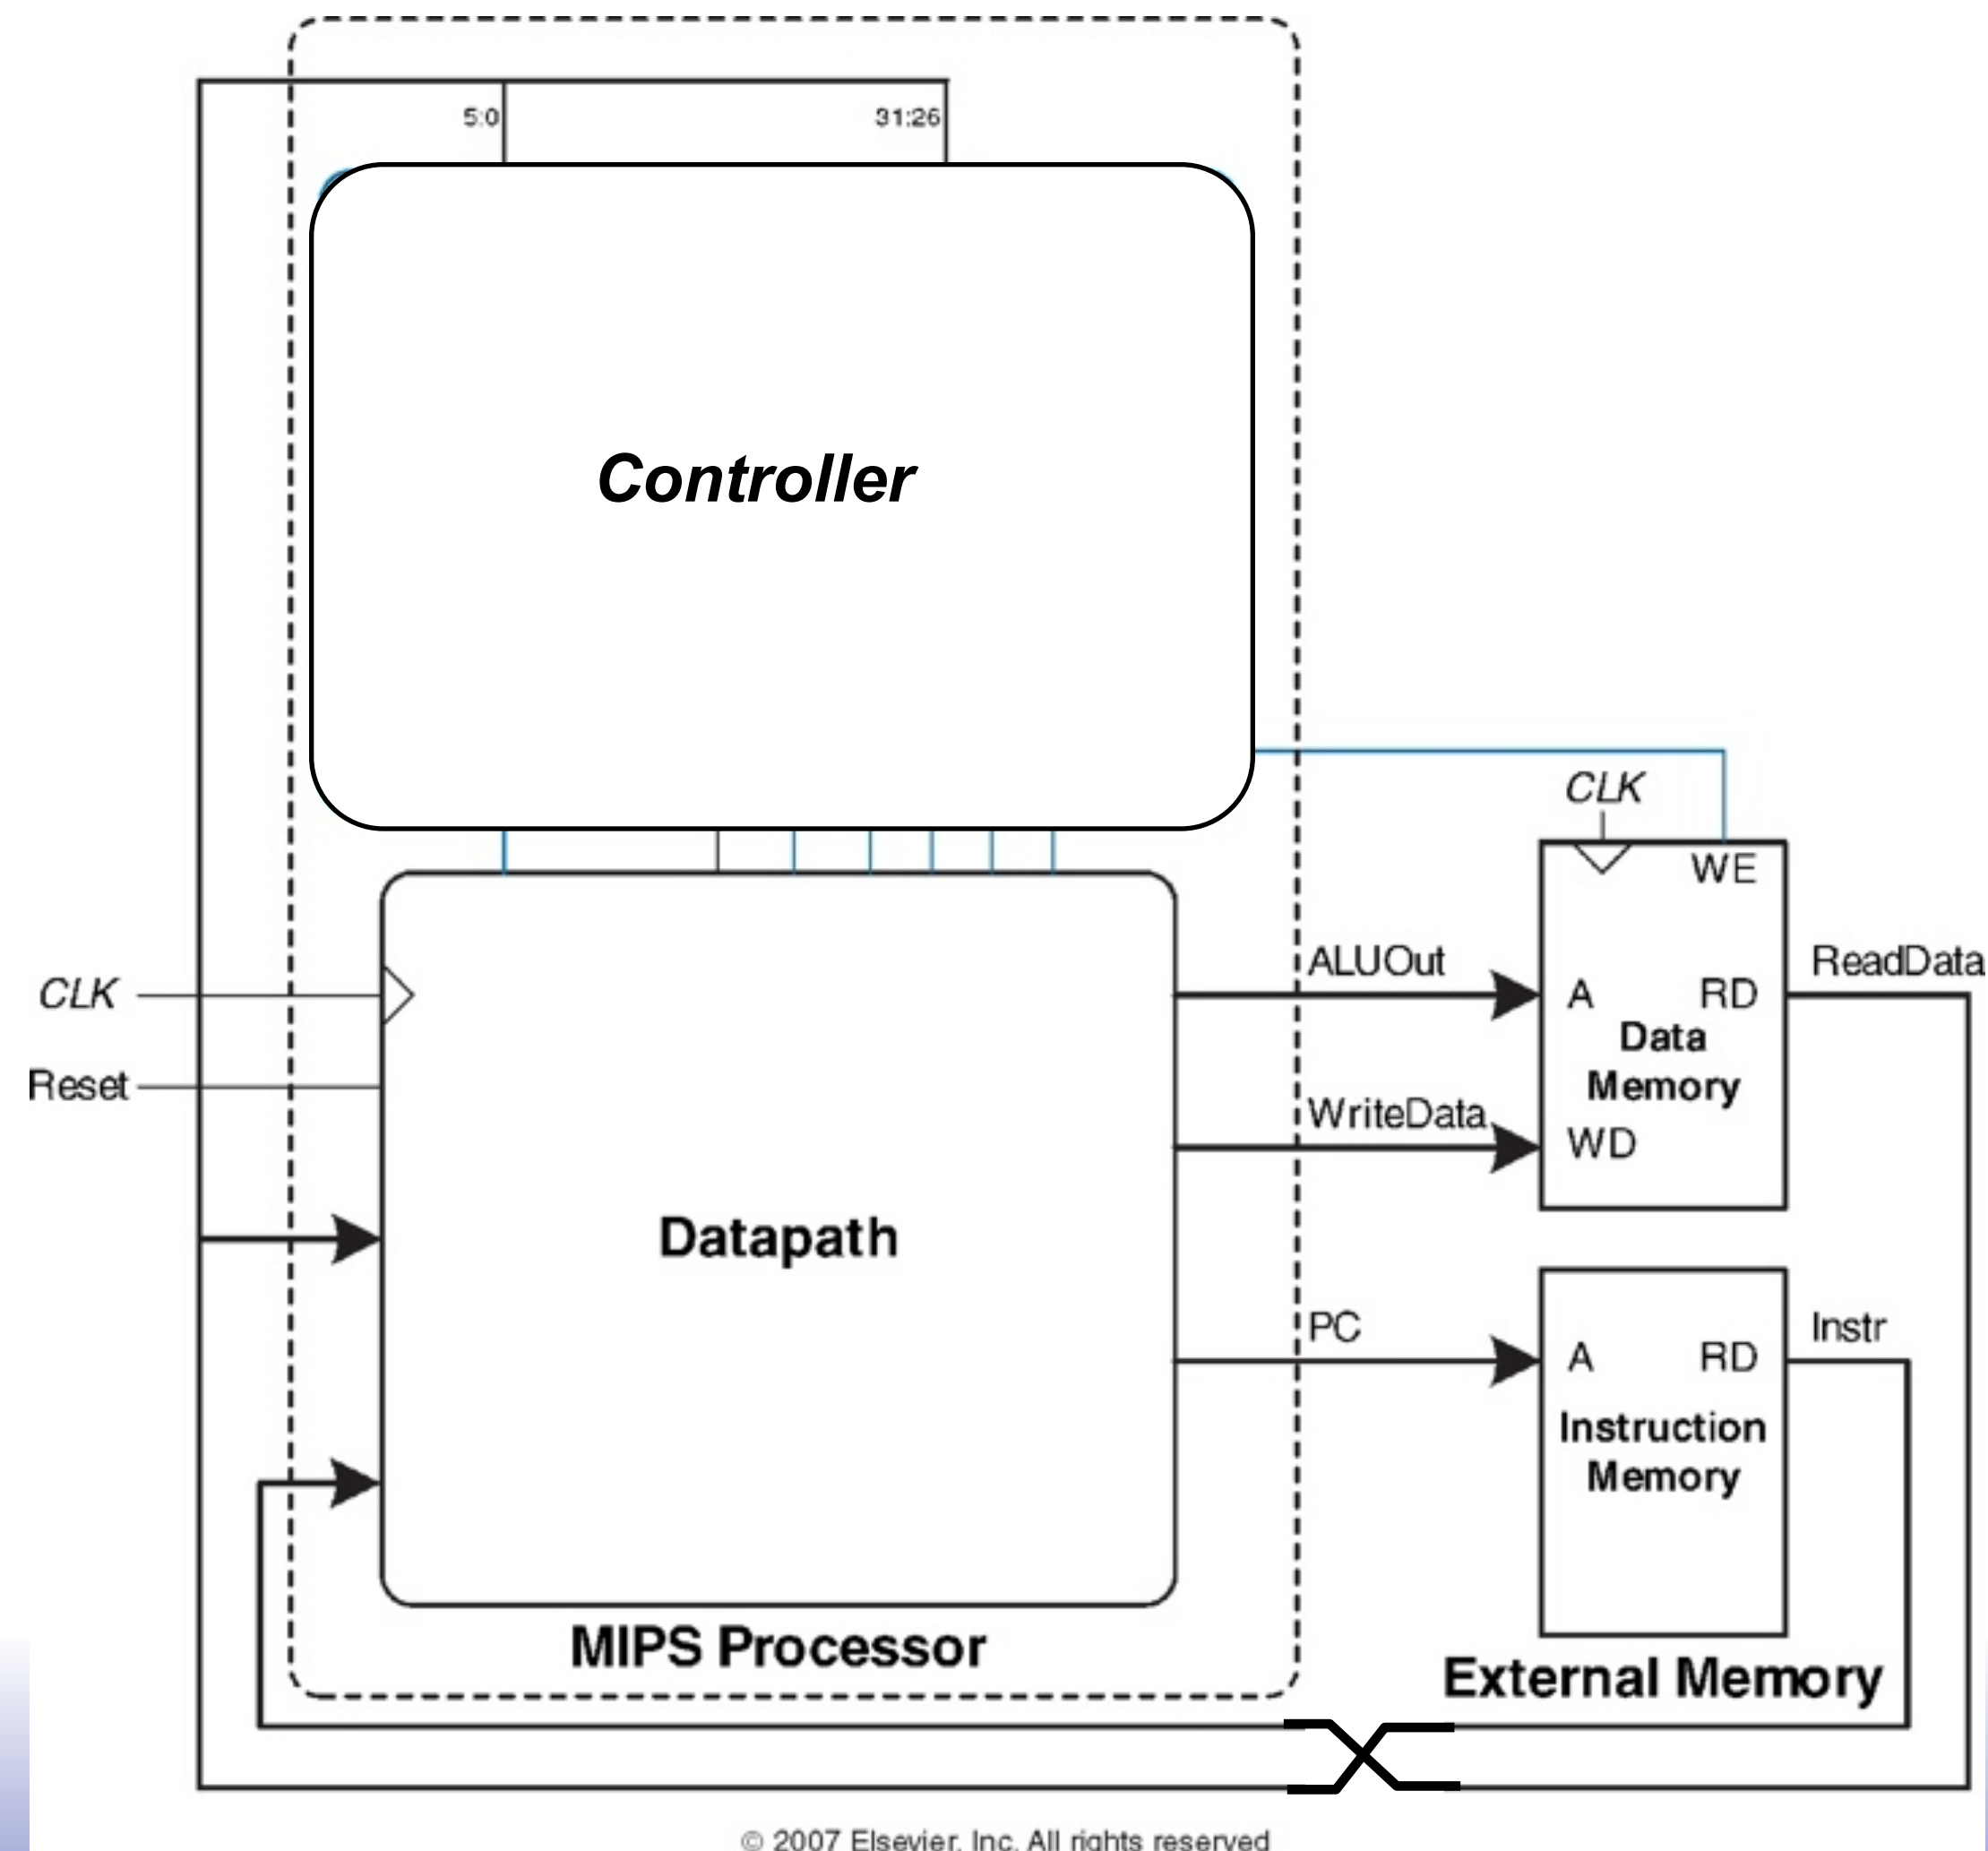 5:0
31:26
Controller
CLK
WE
CLK
ALUOut
ReadData
A
RD
Data
Memory
Reset
WriteData
WD
Datapath
PC
Instr
A
RD
Instruction
Memory
MIPS Processor
External Memory
© 2007 Elsevier, Inc. All rights reserved